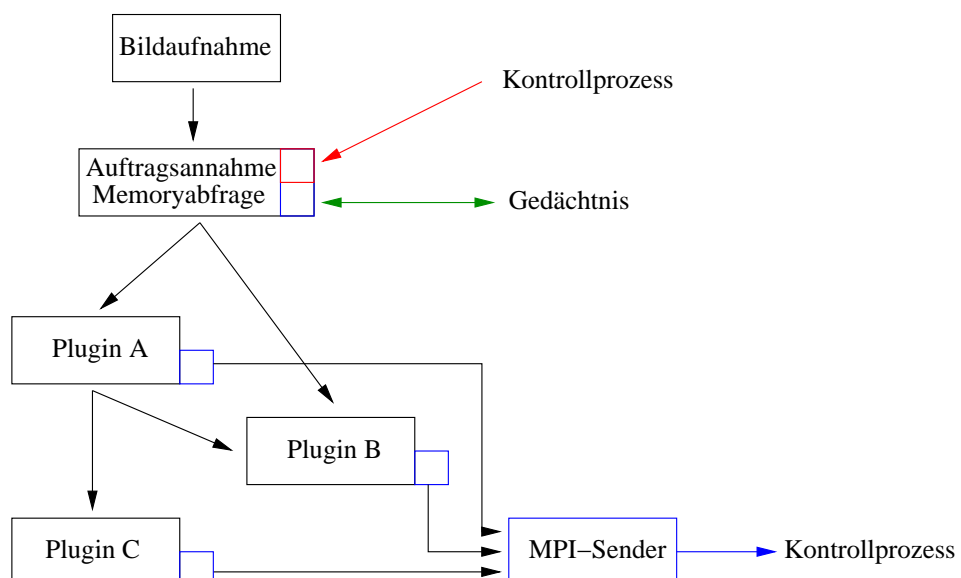 Bildaufnahme
Kontrollprozess
Auftragsannahme
Memoryabfrage
Gedächtnis
Plugin A
Plugin B
Plugin C
MPI−Sender
Kontrollprozess